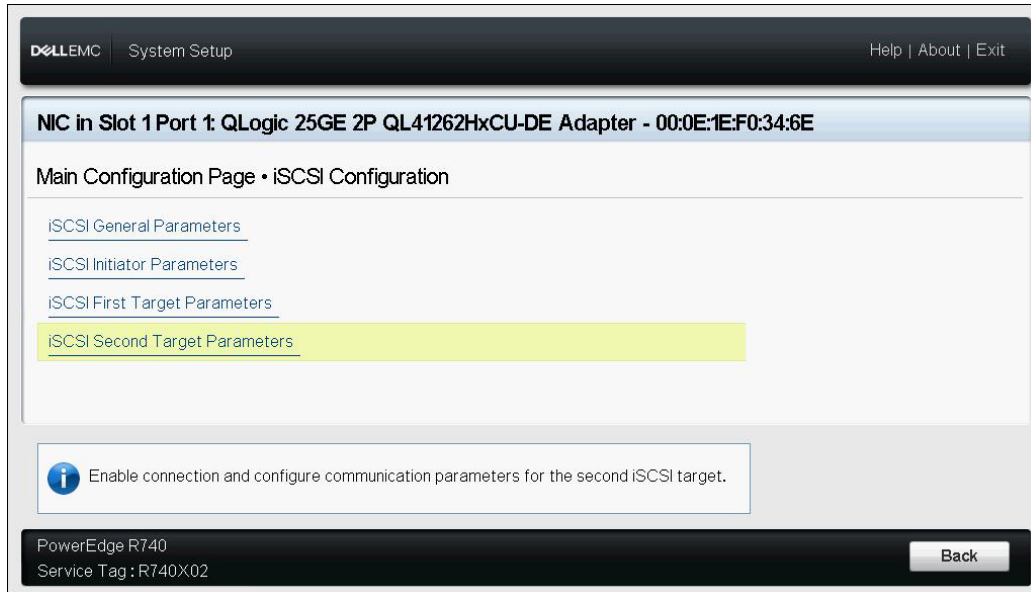 DELLEMC System Setup Help | About | Exit
NIC in Slot 1 Port 1: QLogic 25GE 2P QL41262HxCU-DE Adapter - 00:0E:1E:F0:34:6E
Main Configuration Page • iSCSI Configuration
iSCSI General Parameters
iSCSI Initiator Parameters
iSCSI First Target Parameters
iSCSI Second Target Parameters
Enable connection and configure communication parameters for the second iSCSI target.
PowerEdge R740
Service Tag : R740X02
Back